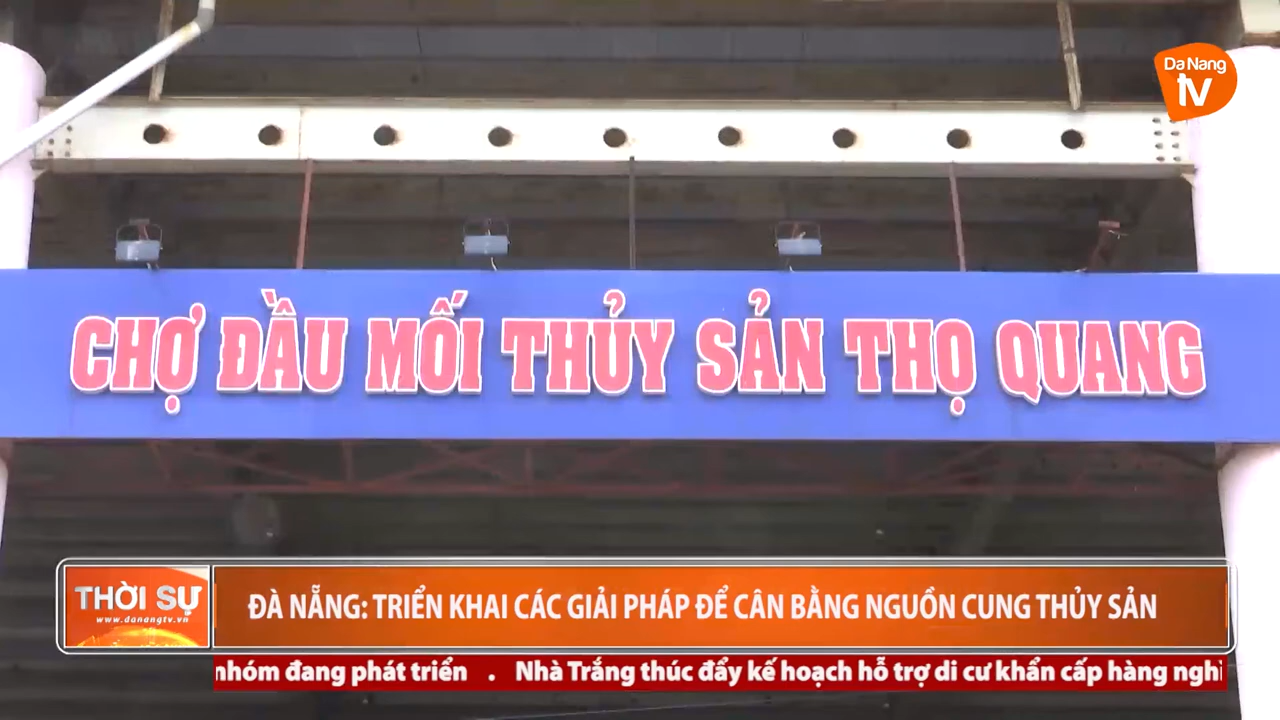 Da Nang
tv
CHỢ ĐẦU MỐI THỦY SẢN THỌ QUANG
THỜI SỰ
www.danangtv.vn
ĐÀ NẴNG: TRIỂN KHAI CÁC GIẢI PHÁP ĐỂ CÂN BẰNG NGUỒN CUNG THỦY SẢN
nhóm đang phát triển . Nhà Trắng thúc đẩy kế hoạch hỗ trợ di cư khẩn cấp hàng nghì